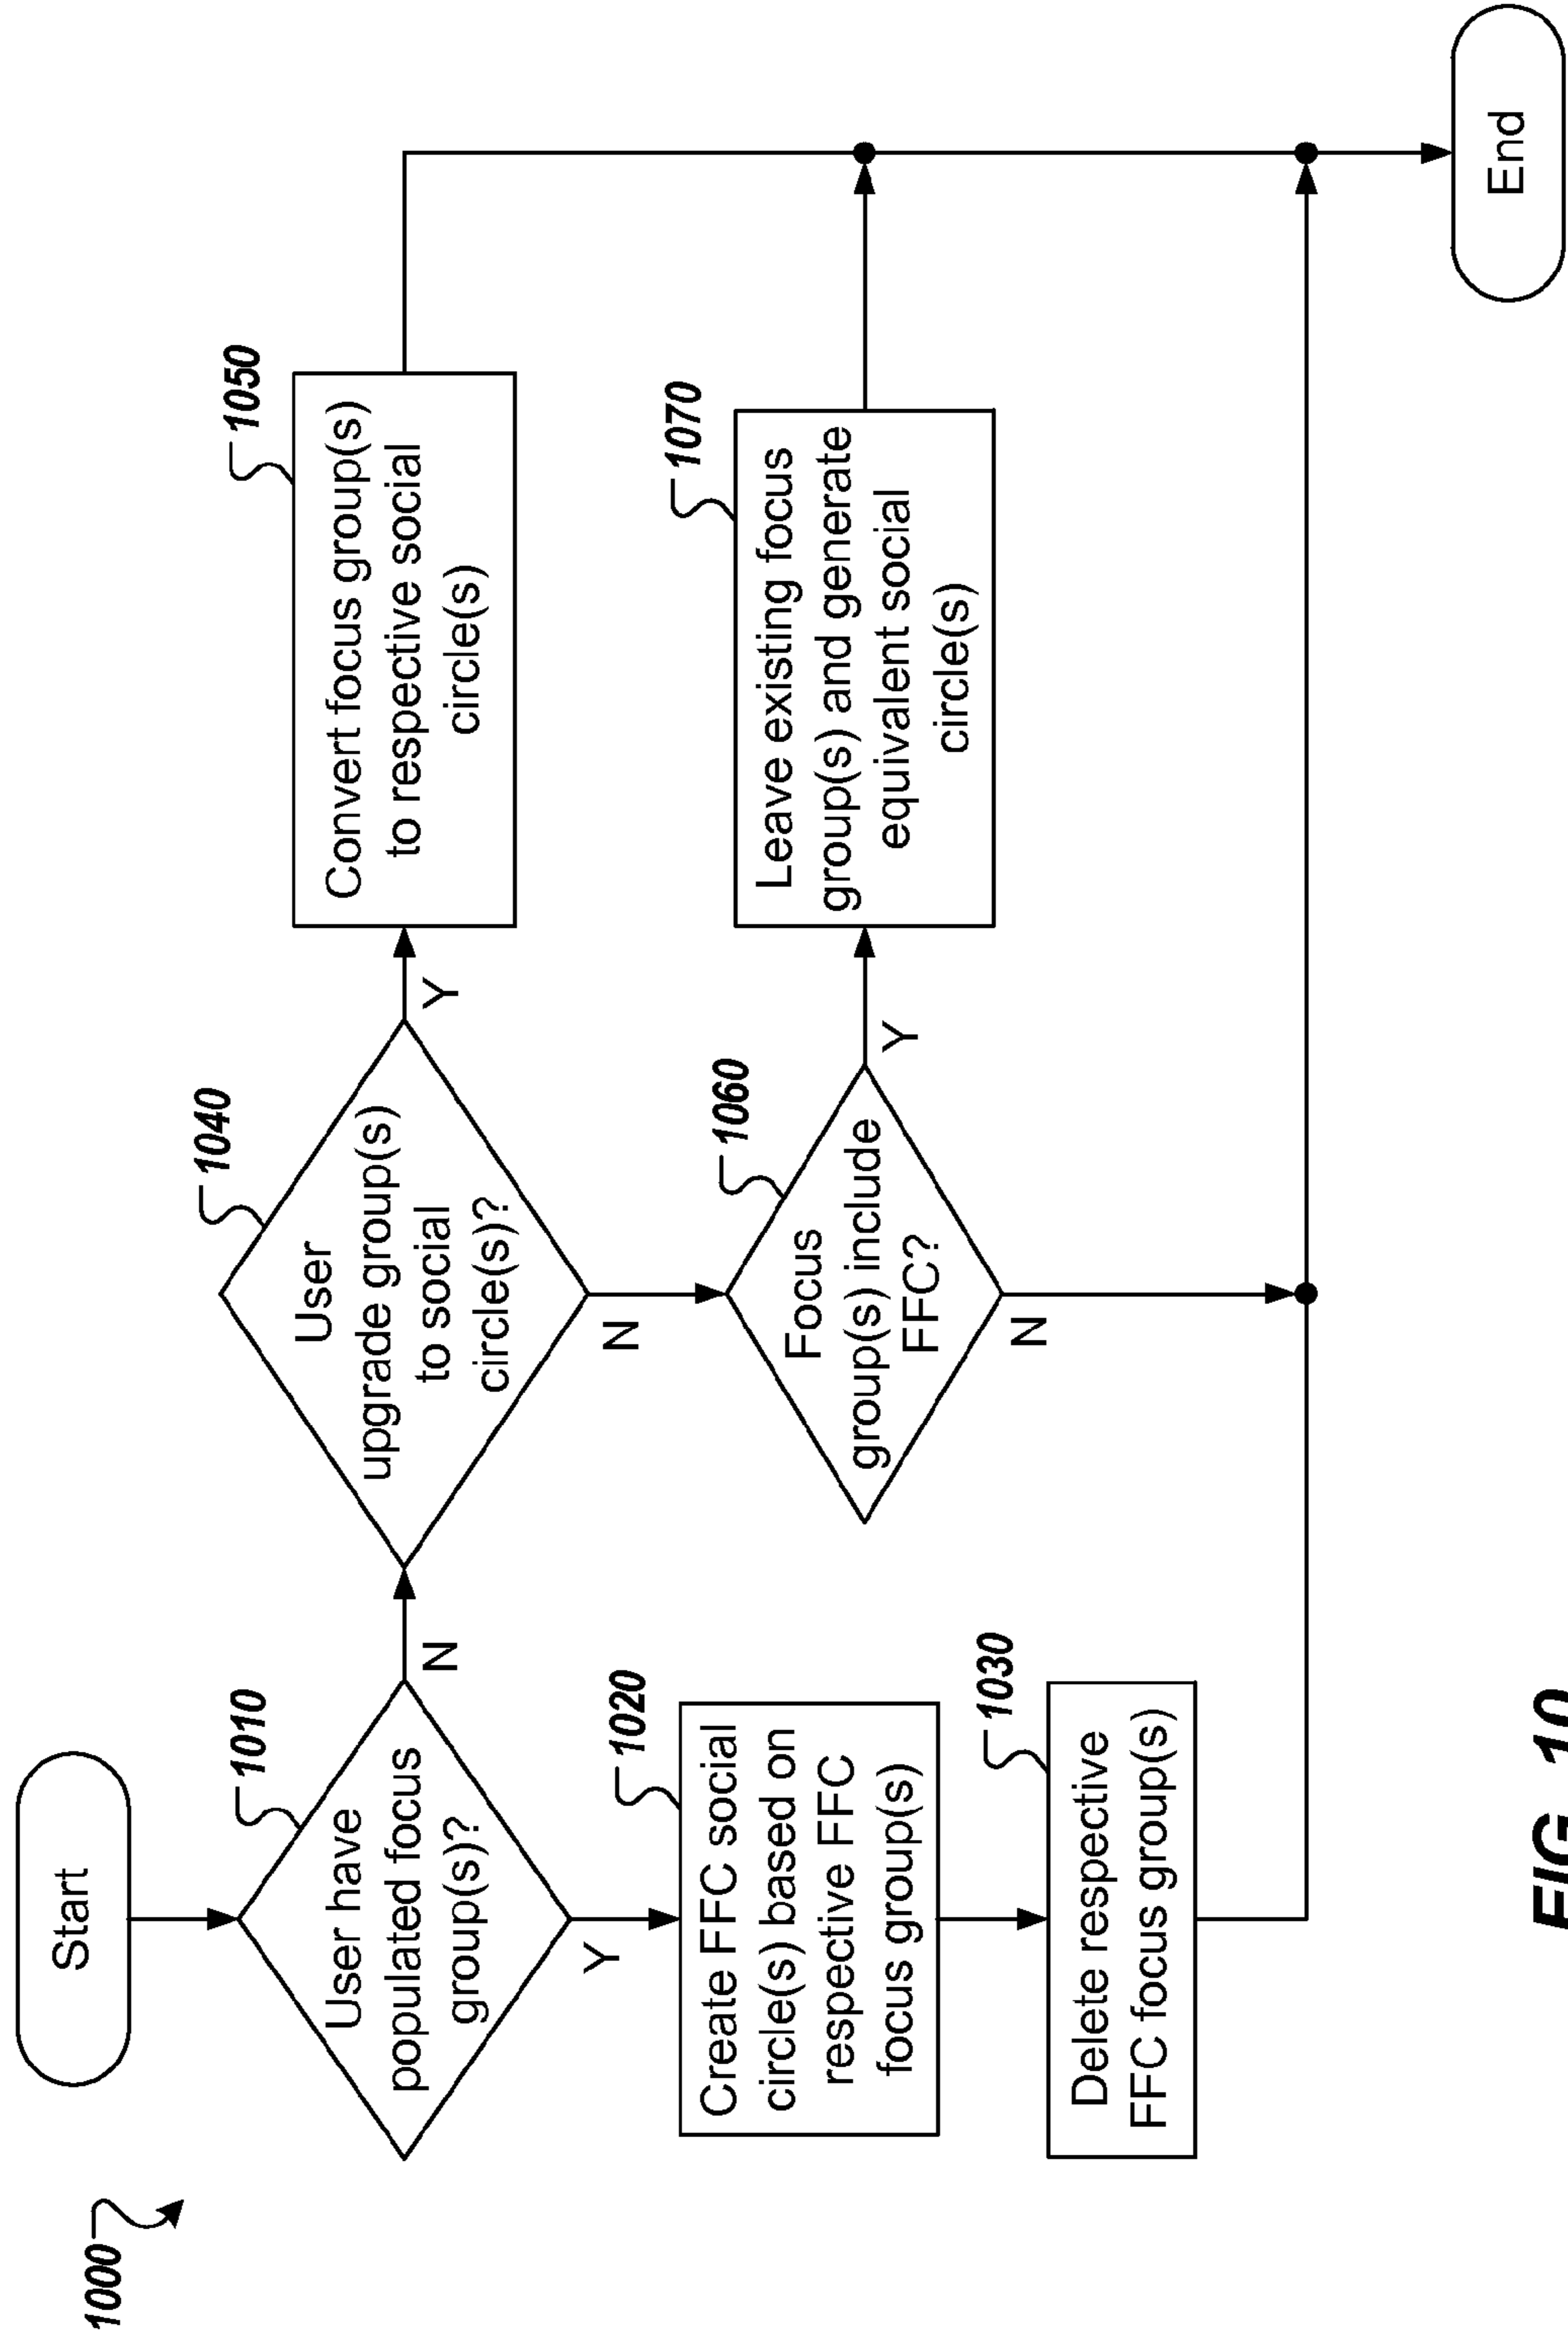 1000
Start
1010
User have
populated focus
group(s)?
Y
N
1020
Create FFC social
circle(s) based on
respective FFC
focus group(s)
1030
Delete respective
FFC focus group(s)
1040
User
upgrade group(s)
to social
circle(s)?
Y
N
1050
Convert focus group(s)
to respective social
circle(s)
1060
Focus
group(s) include
FFC?
Y
N
1070
Leave existing focus
group(s) and generate
equivalent social
circle(s)
End
FIG. 10